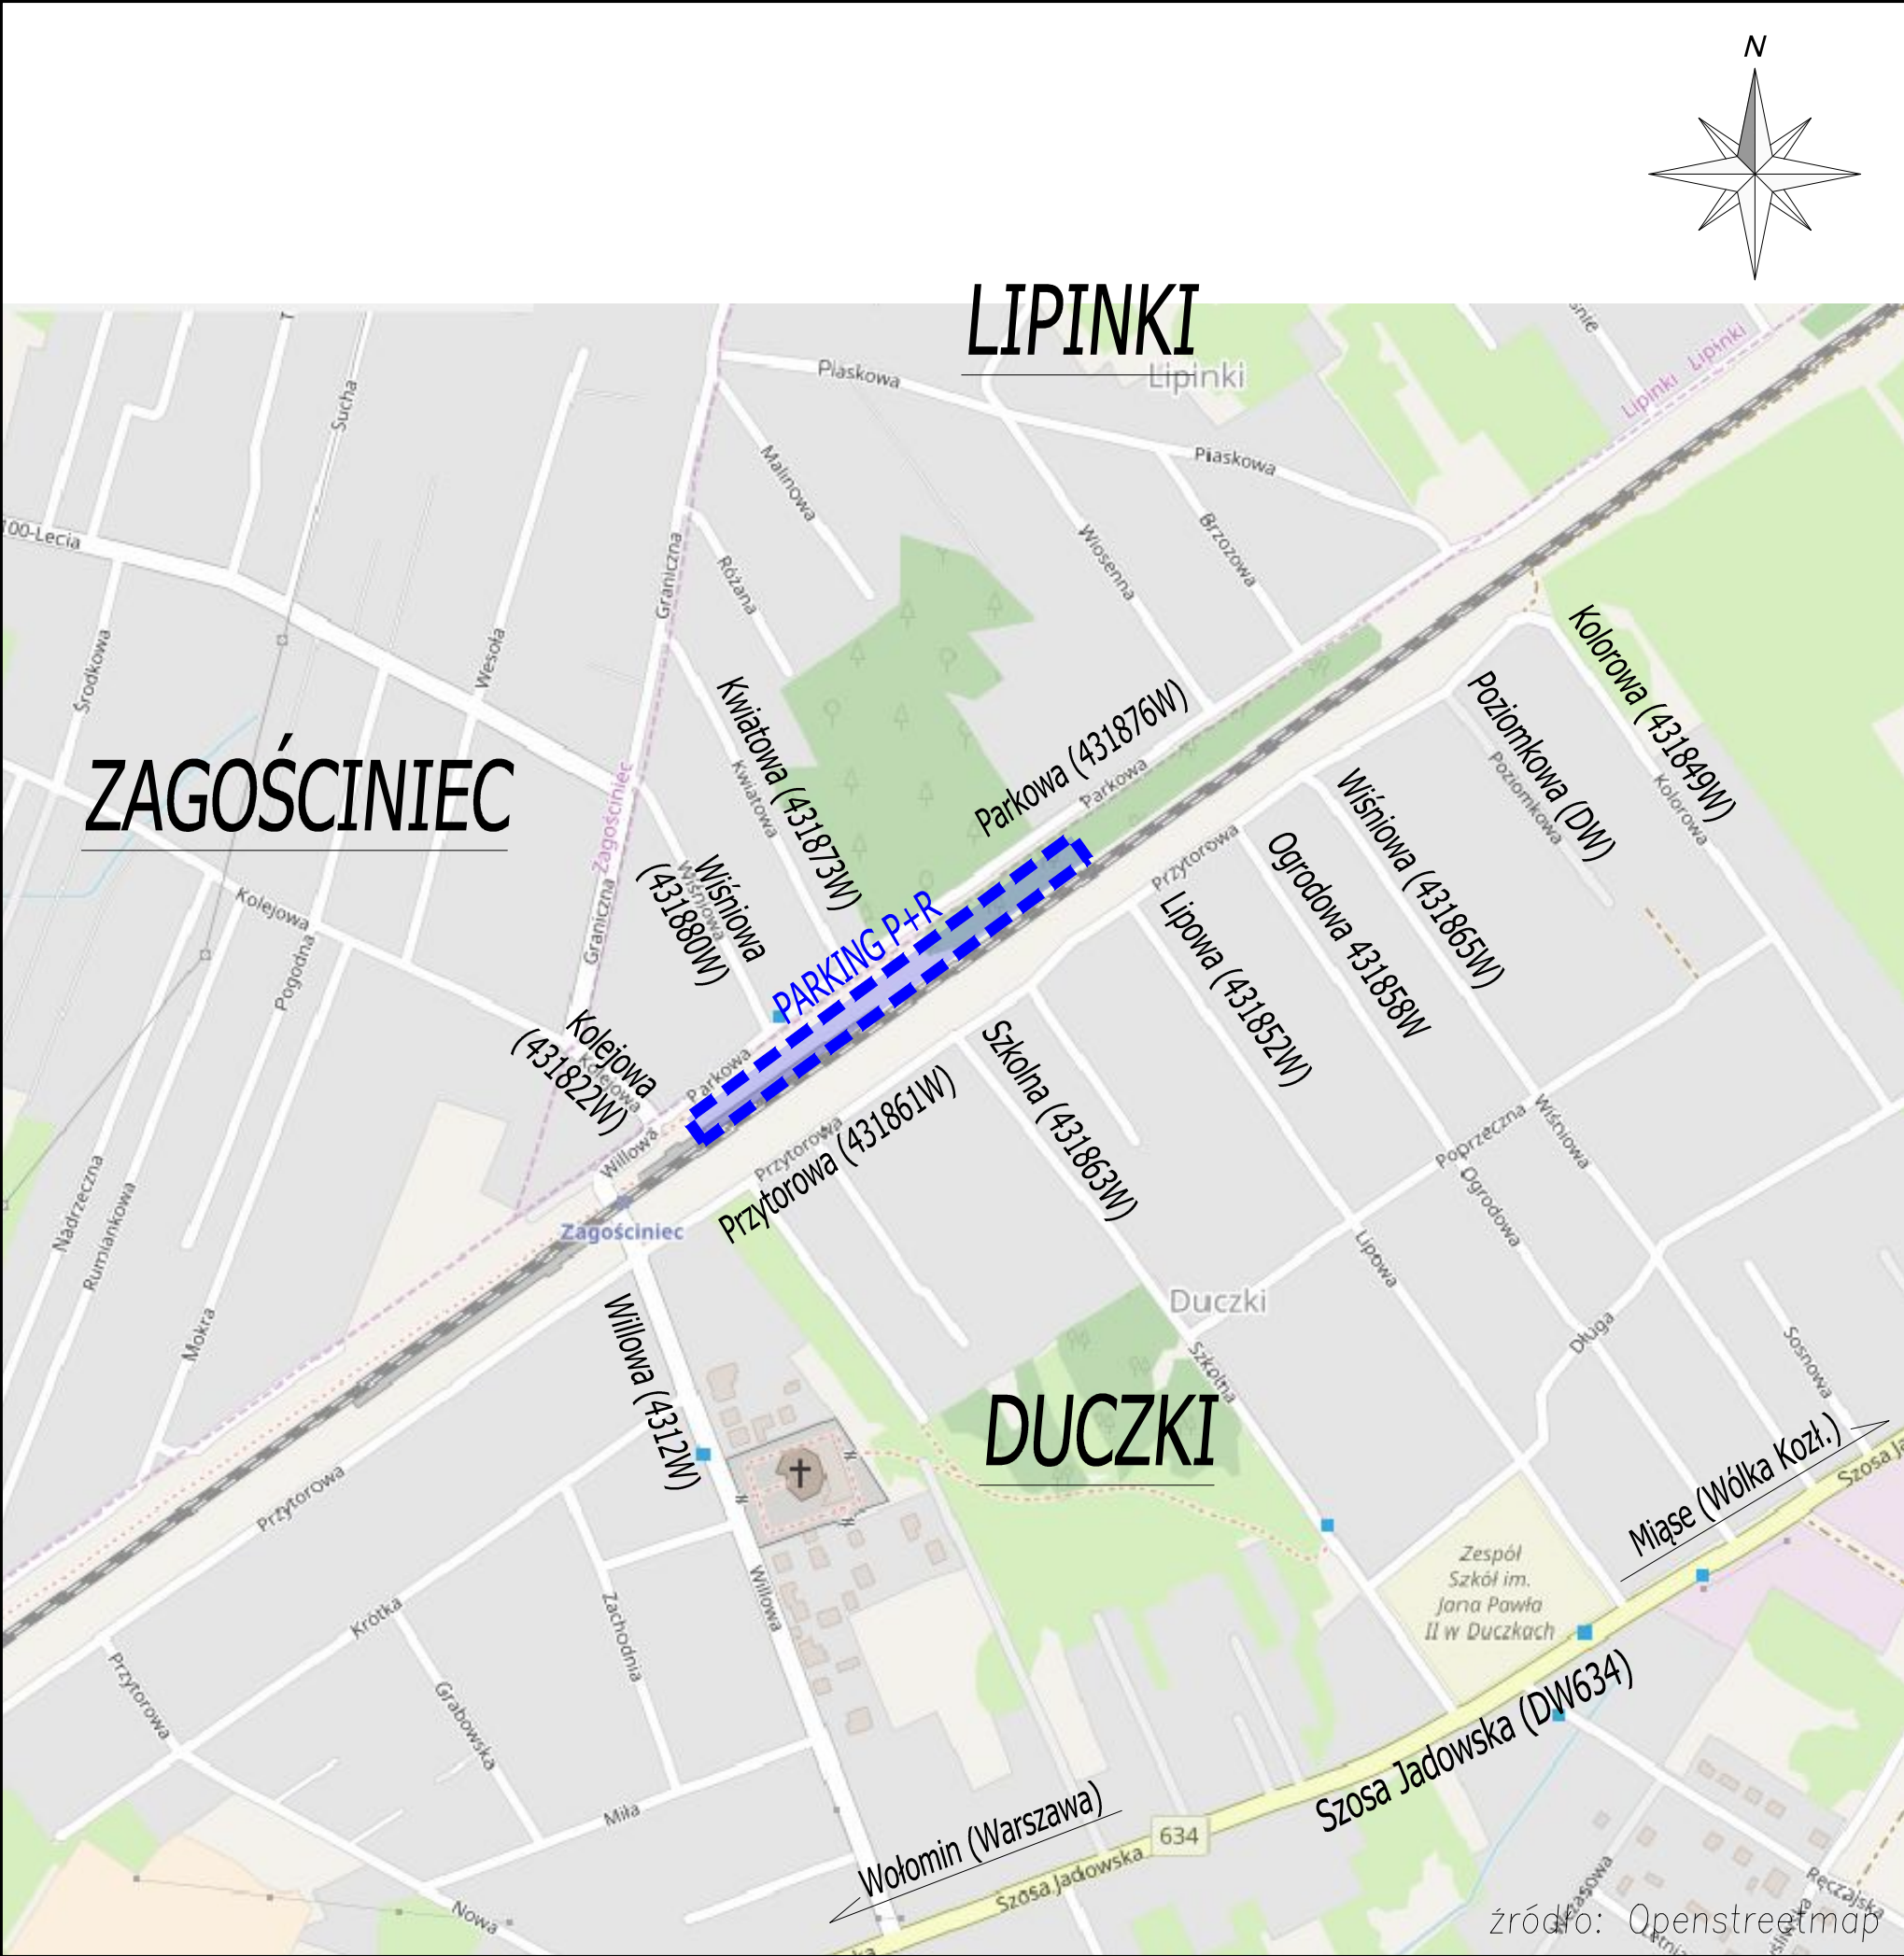 N
LIPINKI
Lipinki
Lipinki
Lipinki
śnie
T
Sucha
Piaskowa
Piaskowa
Malinowa
100-Lecia
Graniczna
Różana
Wiosenna
Brzozowa
Środkowa
Wesoła
Kwiatowa (431873W)
Kwiatowa
Parkowa (431876W)
Parkowa
Kolorowa (431849W)
Kolorowa
Poziomkowa (DW)
Poziomkowa
ZAGOŚCINIEC
Zagościniec
Wiśniowa
(431880W)
Wiśniowa
Wiśniowa (431865W)
Przytorowa
Ogrodowa 431858W
Lipowa (431852W)
PARKING P+R
Kolejowa
Graniczna
Pogodna
Kolejowa
(431822W)
Kolejowa
Parkowa
Szkolna (431863W)
Przytorowa
Przytorowa (431861W)
Willowa
Zagościniec
Poprzeczna
Wiśniowa
Ogrodowa
Lipowa
Nadrzeczna
Rumiankowa
Mokra
Willowa (4312W)
Duczki
Szkolna
Długa
Sosnowa
DUCZKI
Miąse (Wólka Kozł.)
Szosa Ja
Przytorowa
Zespół
Szkół im.
Jana Pawła
II w Duczkach
Willowa
Zachodnia
Krótka
Przytorowa
Grabowska
Szosa Jadowska (DW634)
Miła
Wołomin (Warszawa)
634
Szosa Jadowska
Nowa
Wczasowa
Ręczajska
Letnia
źródło: Openstreetmap
ka